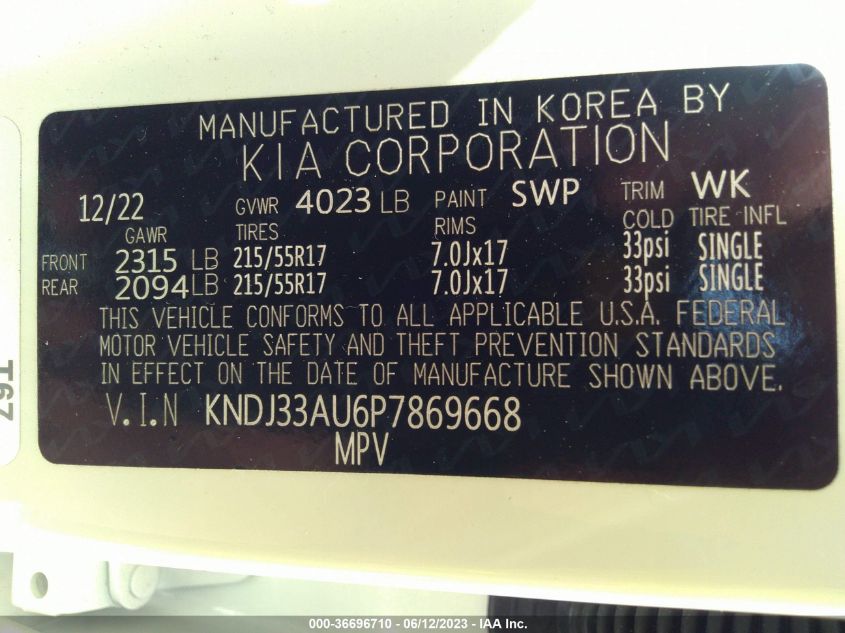 MANUFACTURED IN KOREA BY
KIA CORPORATION
12/22 GVWR 4023 LB PAINT SWP TRIM WK
GAWR TIRES RIMS COLD TIRE INFL
FRONT 2315 LB 215/55R17 7.0Jx17 33psi SINGLE
REAR 2094 LB 215/55R17 7.0Jx17 33psi SINGLE
THIS VEHICLE CONFORMS TO ALL APPLICABLE U.S.A. FEDERAL
MOTOR VEHICLE SAFETY AND THEFT PREVENTION STANDARDS
IN EFFECT ON THE DATE OF MANUFACTURE SHOWN ABOVE.
V.I.N KNDJ33AU6P7869668
MPV
000-36696710 - 06/12/2023 - IAA Inc.